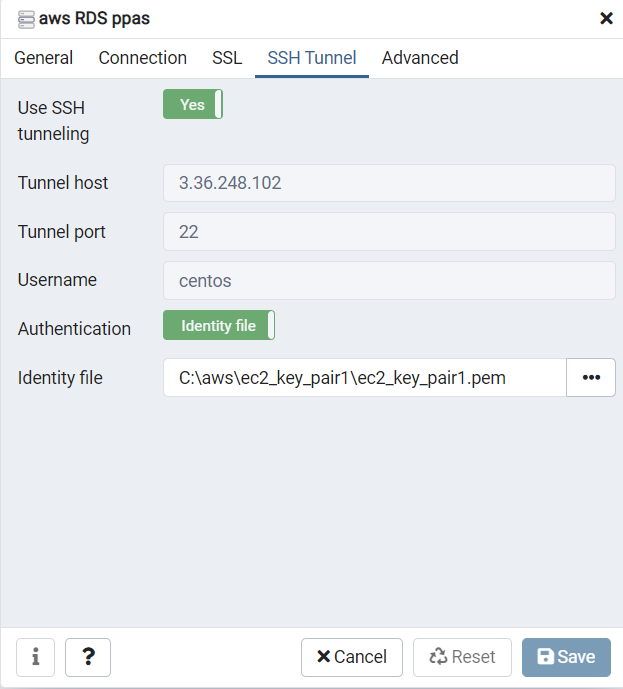 aws RDS ppas
General Connection SSL SSH Tunnel Advanced
Use SSH Yes
tunneling
Tunnel host 3.36.248.102
Tunnel port 22
Username centos
Authentication Identity file
Identity file C:\aws\ec2_key_pair1\ec2_key_pair1.pem •••
i ? Cancel Reset Save